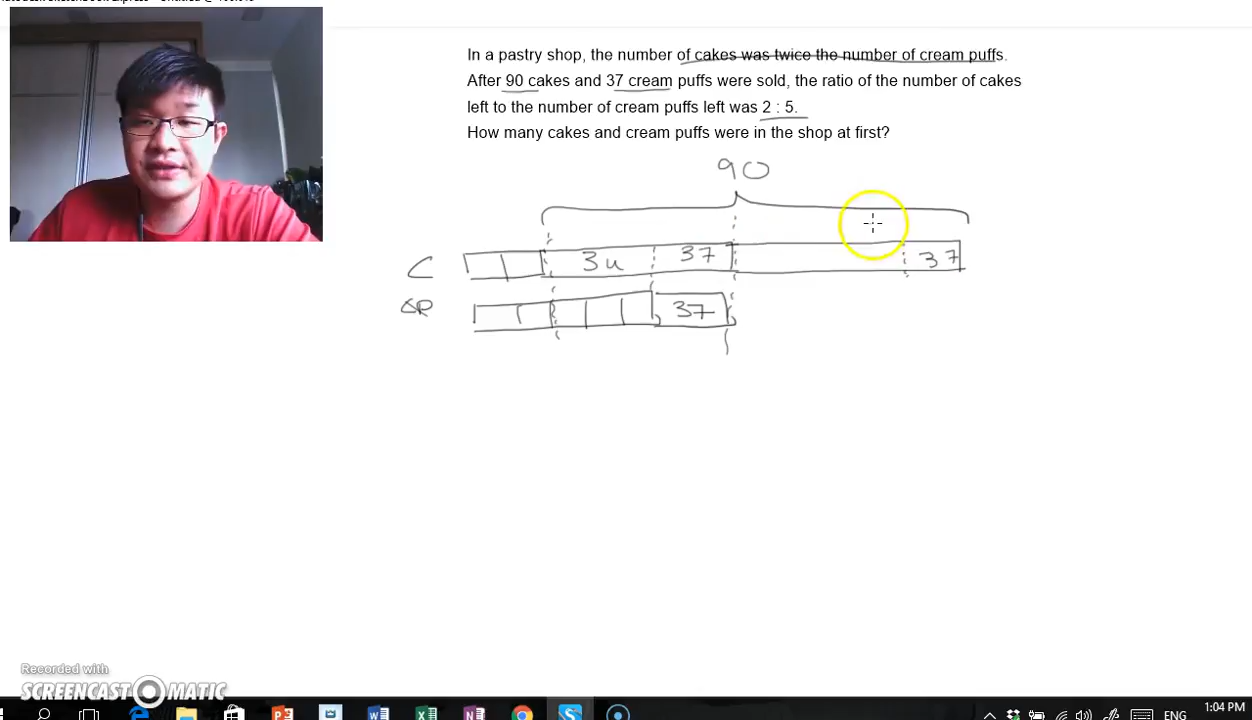 In a pastry shop, the number of cakes was twice the number of cream puffs.
After 90 cakes and 37 cream puffs were sold, the ratio of the number of cakes
left to the number of cream puffs left was 2 : 5.
How many cakes and cream puffs were in the shop at first?
90
C 3u 37 37
37
Recorded with
SCREENCAST MATIC
1:04 PM
ENG